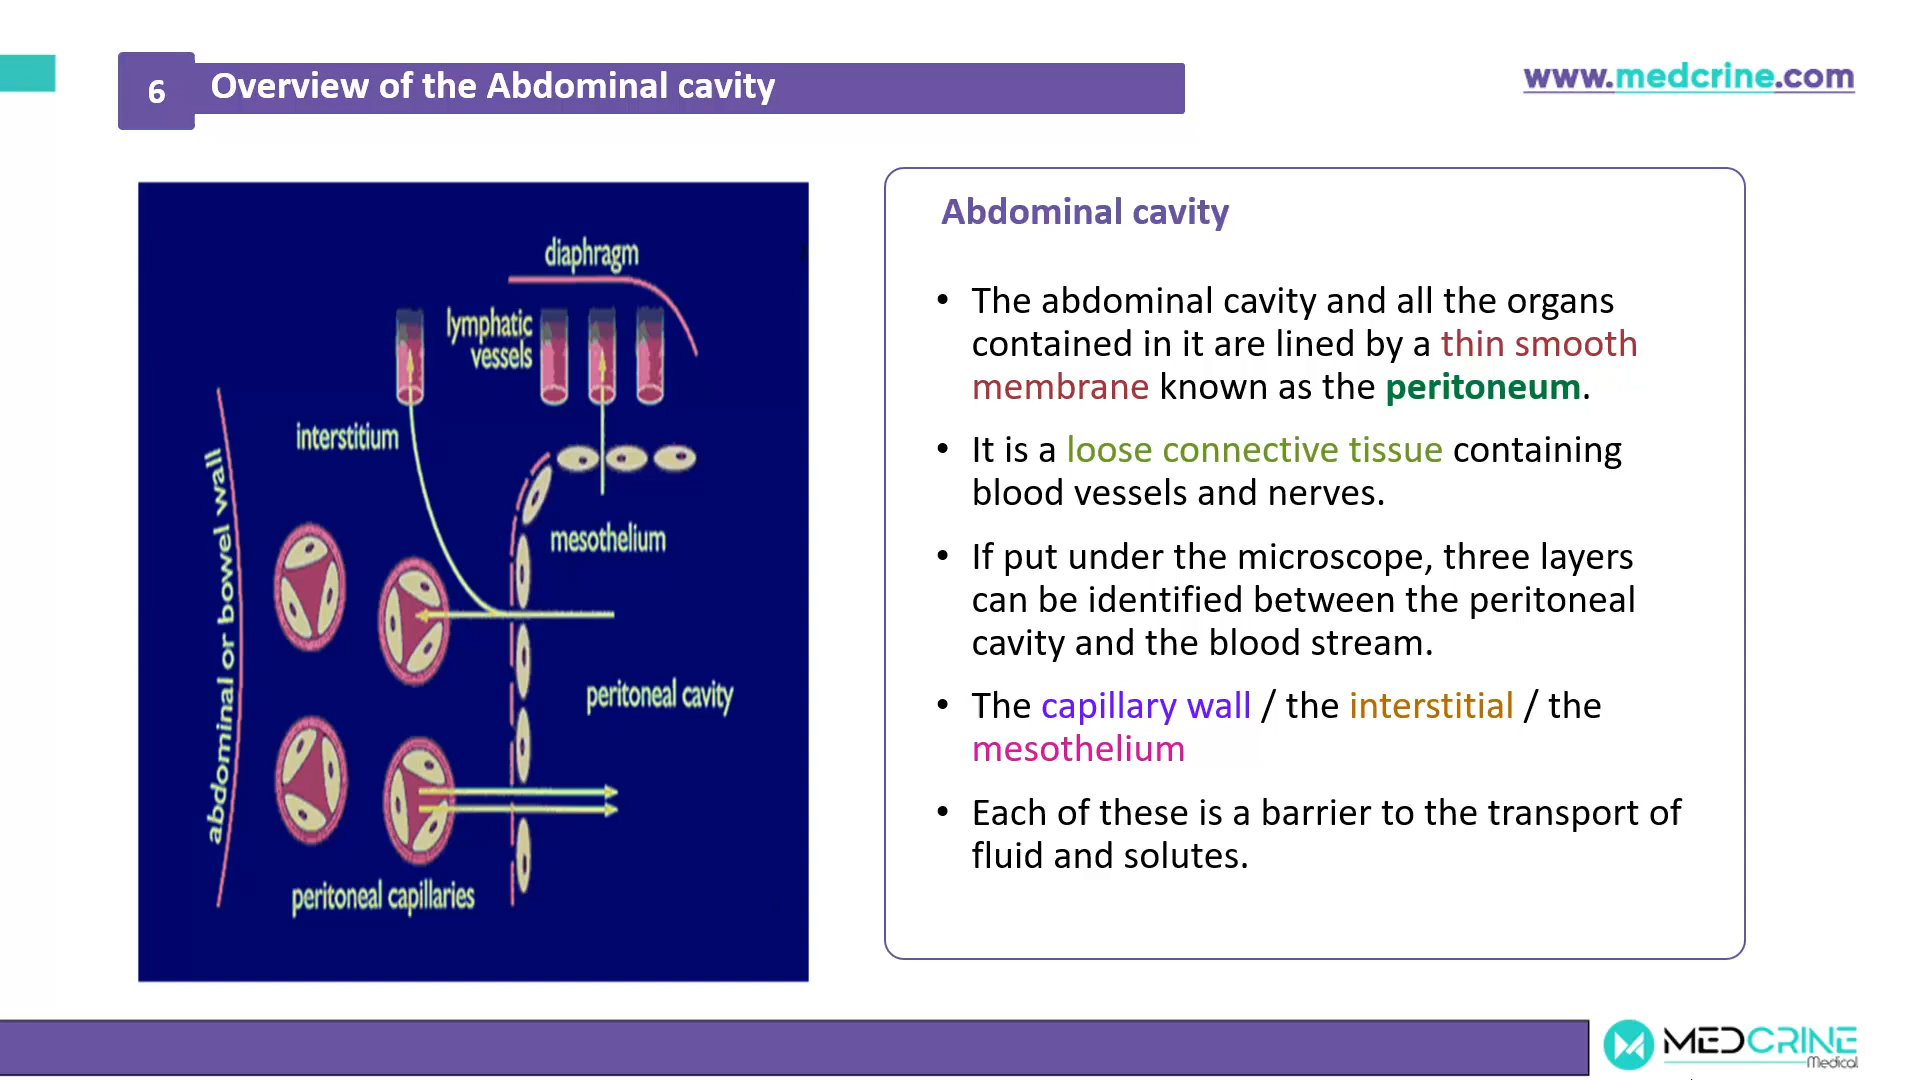 6
Overview of the Abdominal cavity
www.medcrine.com
diaphragm
lymphatic
vessels
interstitium
abdominal or bowel wall
mesothelium
peritoneal cavity
peritoneal capillaries
Abdominal cavity
• The abdominal cavity and all the organs
contained in it are lined by a thin smooth
membrane known as the peritoneum.
• It is a loose connective tissue containing
blood vessels and nerves.
• If put under the microscope, three layers
can be identified between the peritoneal
cavity and the blood stream.
• The capillary wall / the interstitial / the
mesothelium
• Each of these is a barrier to the transport of
fluid and solutes.
MEDCRINE
Medical